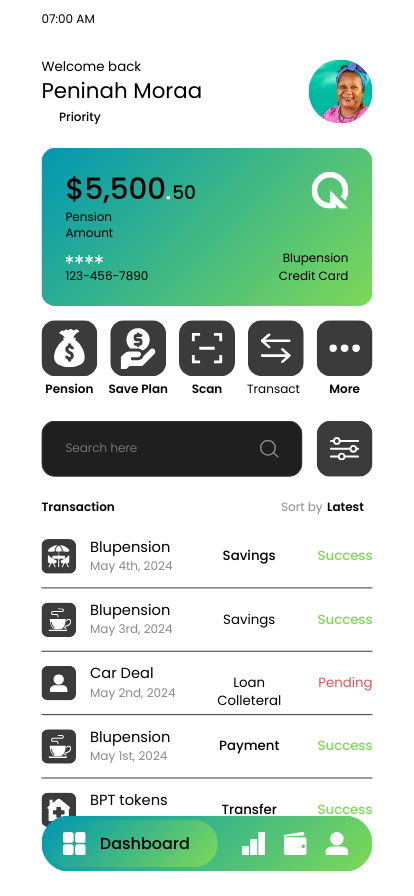 07:00 AM
Welcome back
Peninah Moraa
Priority
$5,500.50
Pension
Amount
****
123-456-7890
Blupension
Credit Card
Pension
Save Plan
Scan
Transact
More
Search here
Transaction
Sort by Latest
Blupension
May 4th, 2024
Savings
Success
Blupension
May 3rd, 2024
Savings
Success
Car Deal
May 2nd, 2024
Loan
Colleteral
Pending
Blupension
May 1st, 2024
Payment
Success
BPT tokens
Transfer
Success
Dashboard